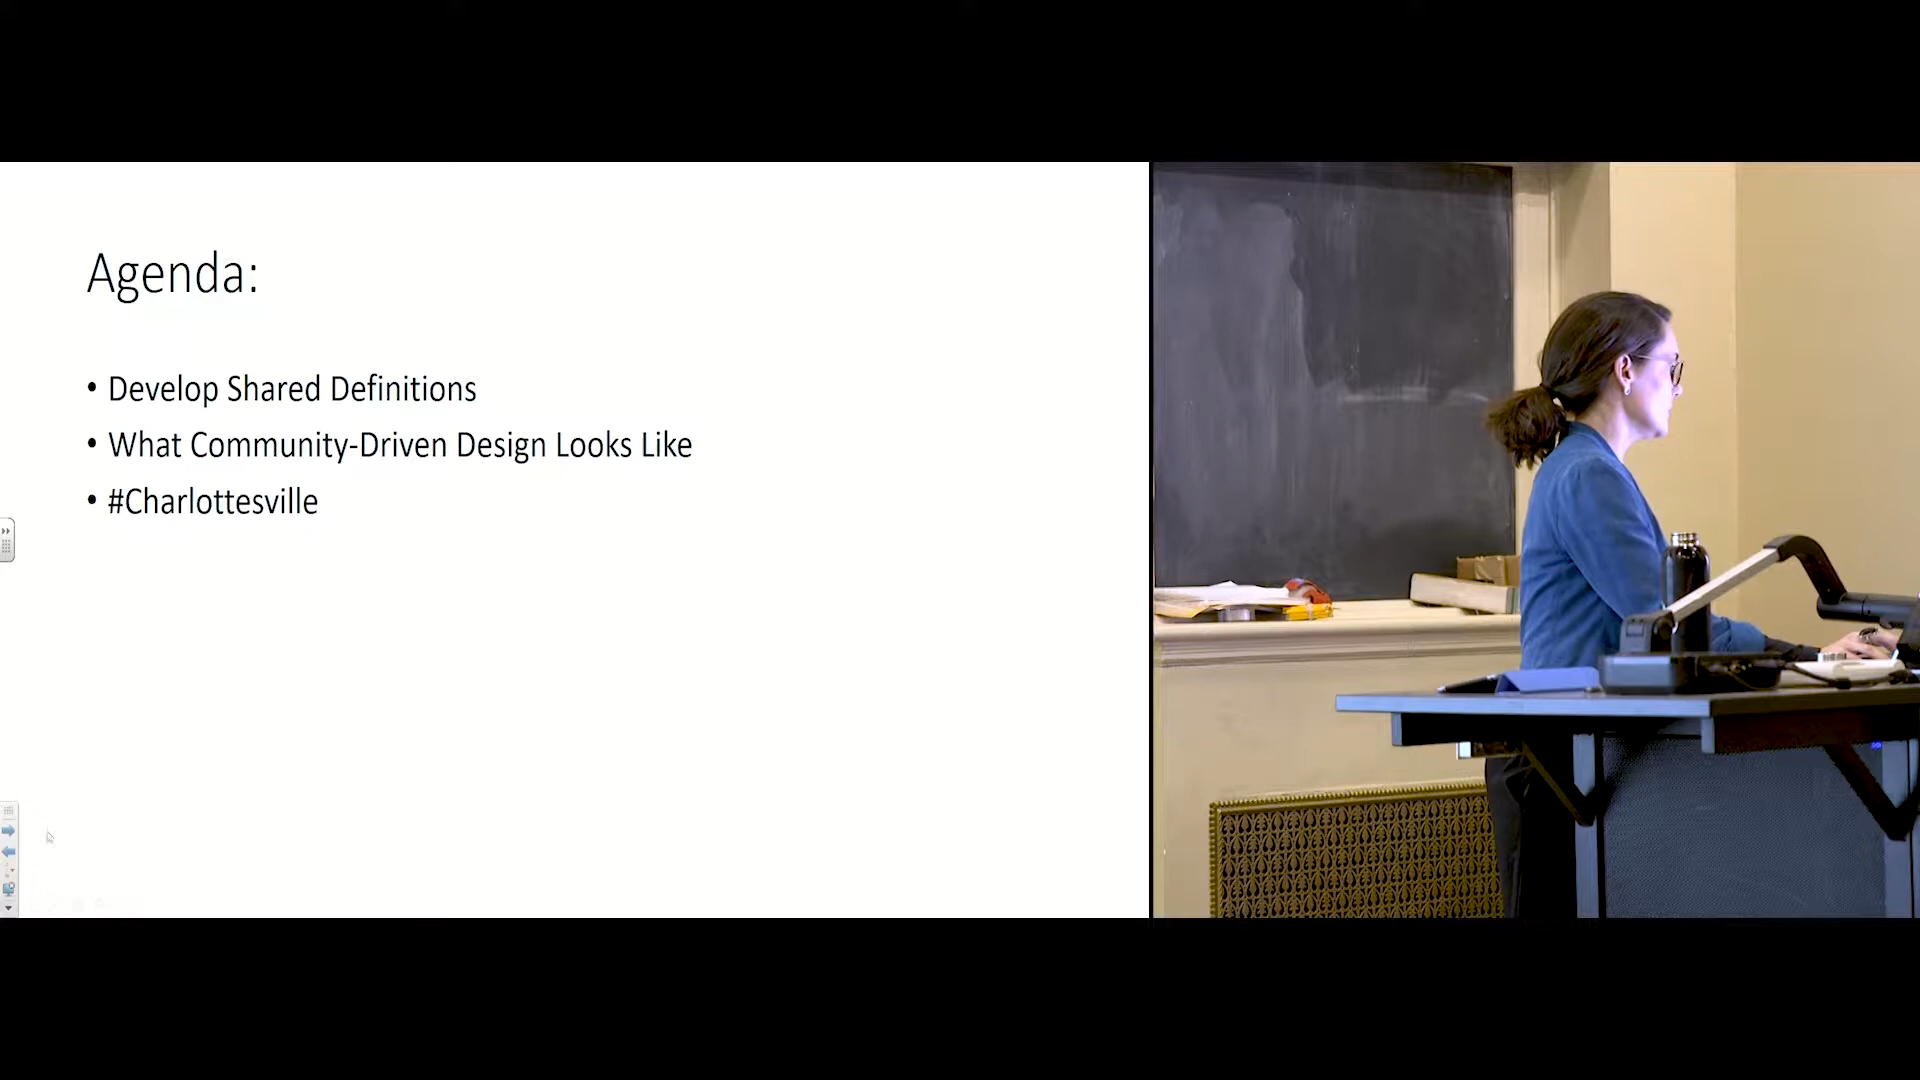 Agenda:
• Develop Shared Definitions
• What Community-Driven Design Looks Like
• #Charlottesville